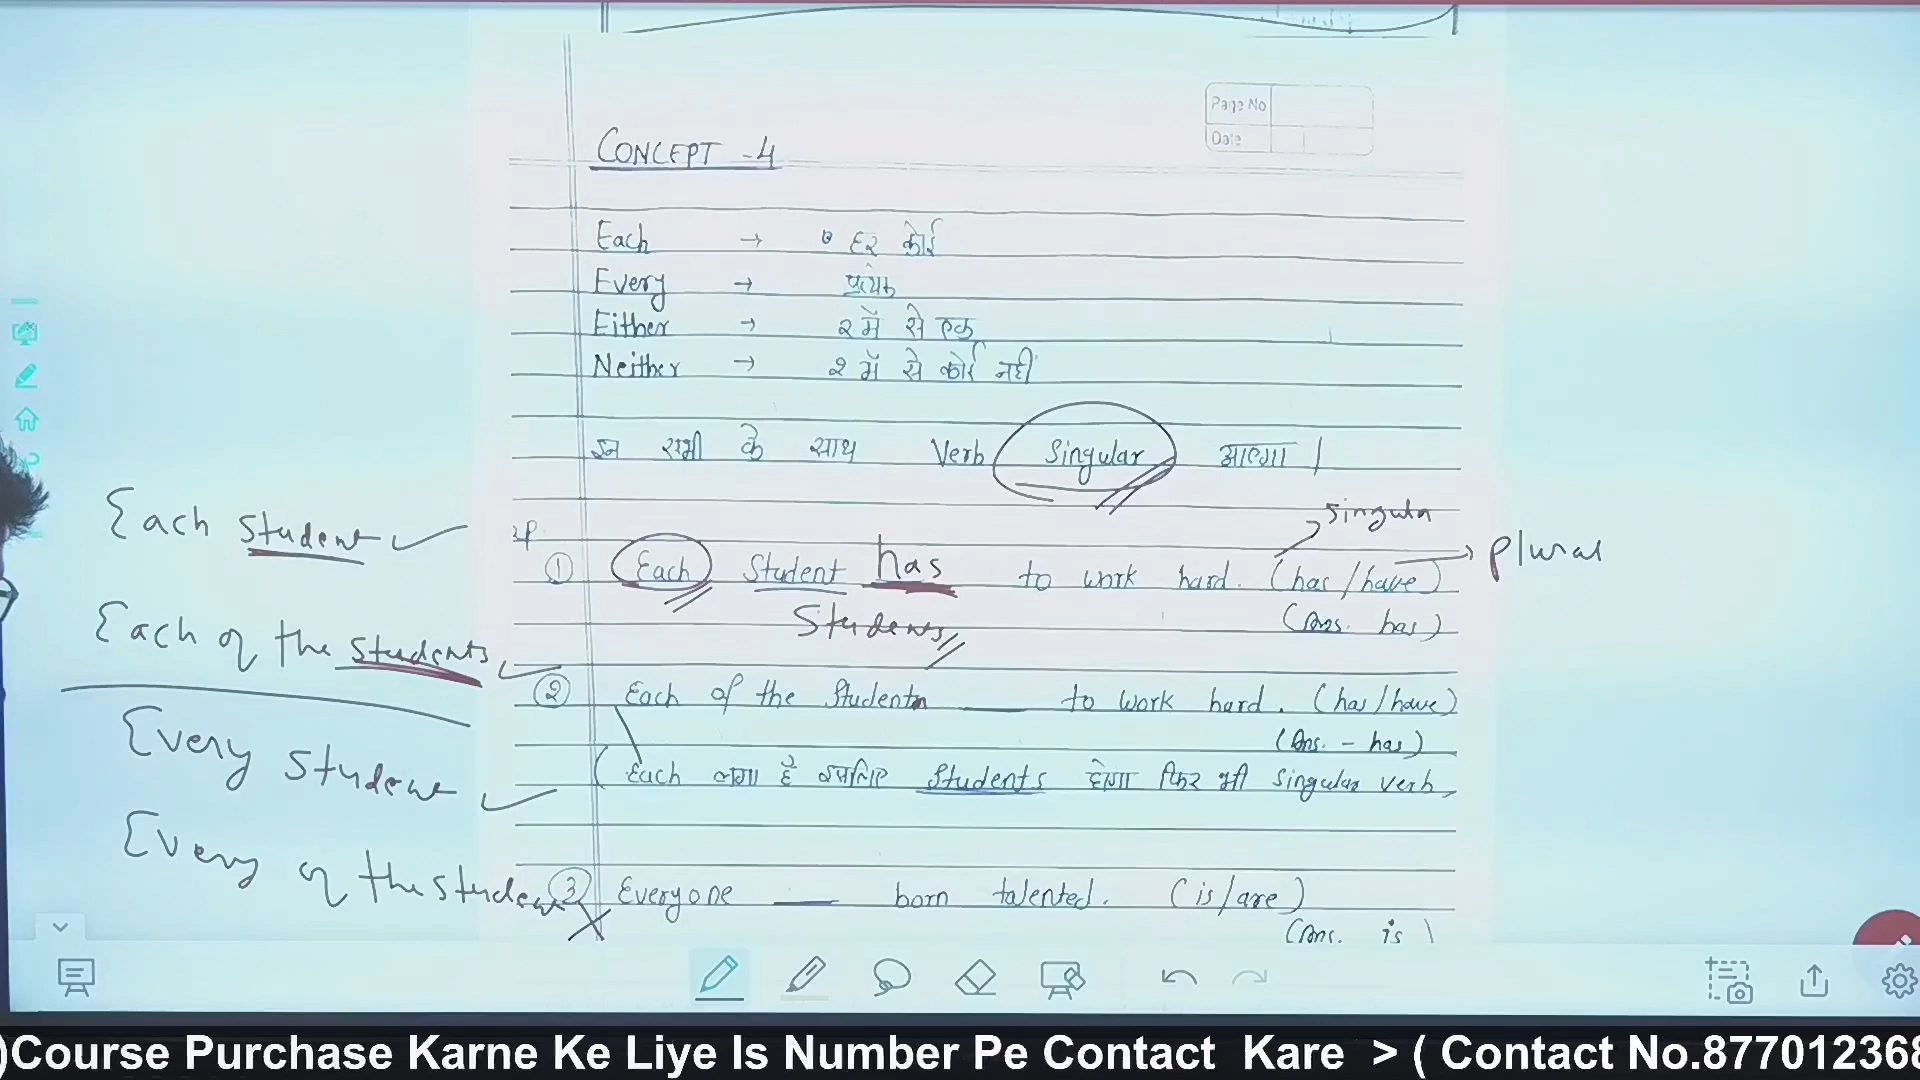 Page No
Date
CONCEPT - 4
Each → हर कोई
Every → प्रत्येक
Either → २ में से एक
Neither → २ में से कोई नहीं
इन सभी के साथ Verb Singular आएगा |
Each student ✓
singular
plural
① Each Student has to work hard. (has/have)
Students
(Ans. has)
Each of the students ✓
② Each of the Students ___ to work hard. (has/have)
(Ans. - has)
Every student ✓
(Each लगा है इसलिए Students होगा फिर भी singular verb,
Every of the student
③ Everyone ___ born talented. (is/are)
(Ans. is)
)Course Purchase Karne Ke Liye Is Number Pe Contact Kare > ( Contact No.877012368